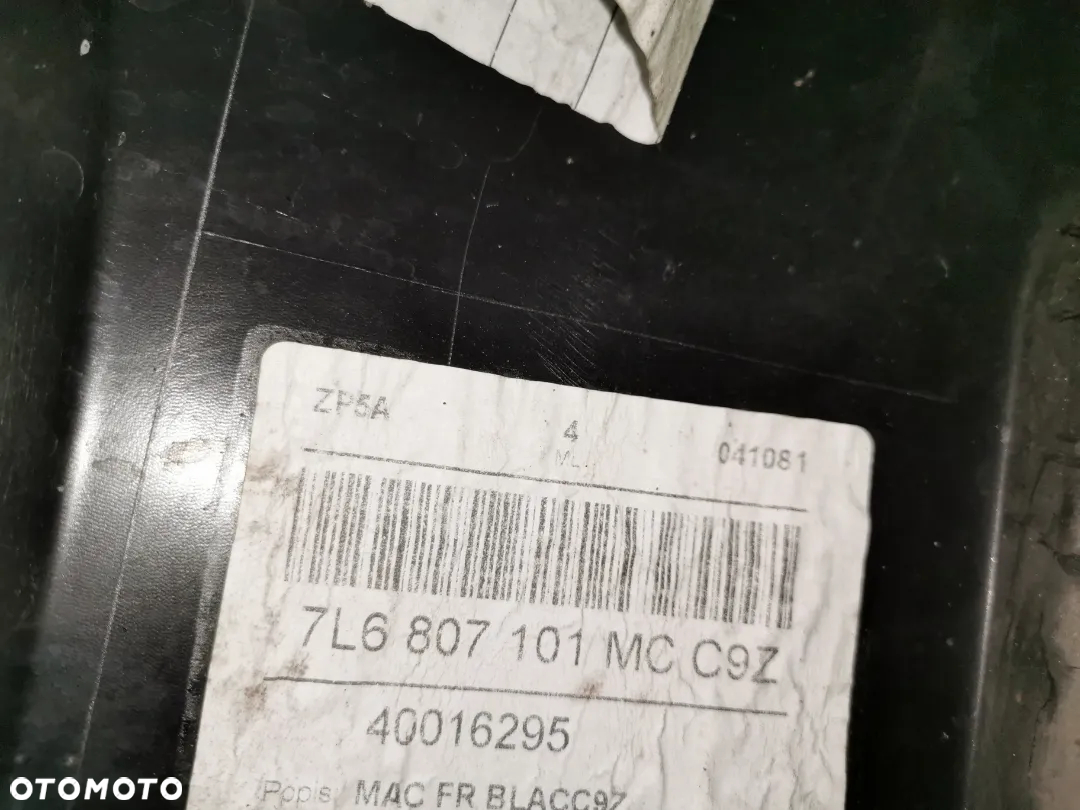 ZP5A
4
041081
7L6 807 101 MC C9Z
40016295
Popis MAC FR BLACC9Z
OTOMOTO